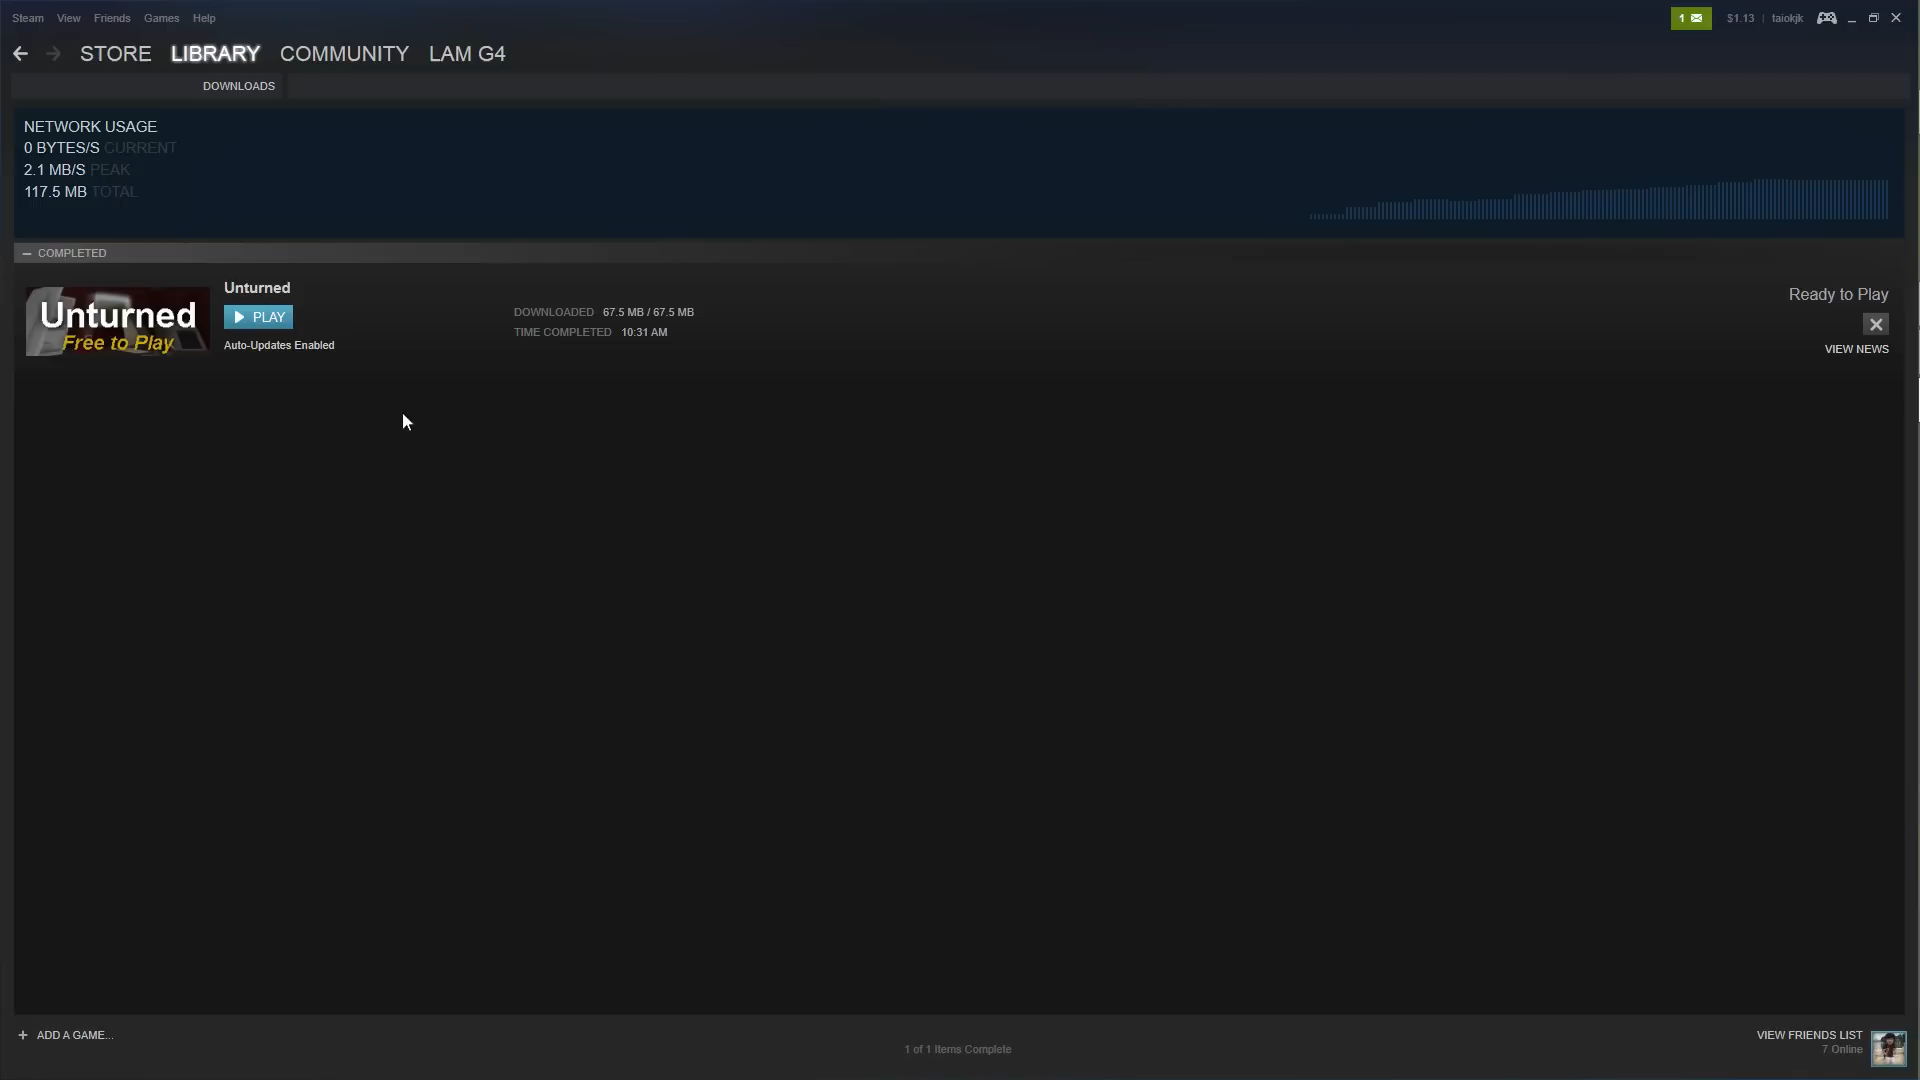 Steam View Friends Games Help
1 $1.13 | taiokjk
STORE LIBRARY COMMUNITY LAM G4
DOWNLOADS
NETWORK USAGE
0 BYTES/S CURRENT
2.1 MB/S PEAK
117.5 MB TOTAL
COMPLETED
Unturned
Free to Play
Unturned
PLAY
Auto-Updates Enabled
DOWNLOADED 67.5 MB / 67.5 MB
TIME COMPLETED 10:31 AM
Ready to Play
VIEW NEWS
+ ADD A GAME...
1 of 1 Items Complete
VIEW FRIENDS LIST
7 Online